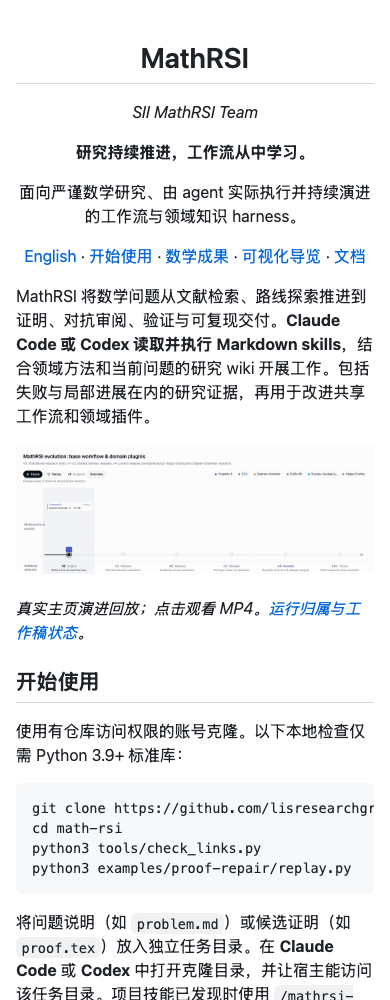 MathRSI
SII MathRSI Team
研究持续推进，工作流从中学习。
面向严谨数学研究、由 agent 实际执行并持续演进
的工作流与领域知识 harness。
English · 开始使用 · 数学成果 · 可视化导览 · 文档
MathRSI 将数学问题从文献检索、路线探索推进到
证明、对抗审阅、验证与可复现交付。Claude
Code 或 Codex 读取并执行 Markdown skills，结
合领域方法和当前问题的研究 wiki 开展工作。包括
失败与局部进展在内的研究证据，再用于改进共享
工作流和领域插件。
MathRSI evolution: base workflow & domain plugins
真实主页演进回放；点击观看 MP4。运行归属与工
作稿状态。
开始使用
使用有仓库访问权限的账号克隆。以下本地检查仅
需 Python 3.9+ 标准库：
git clone https://github.com/lisresearchgr
cd math-rsi
python3 tools/check_links.py
python3 examples/proof-repair/replay.py
将问题说明（如 problem.md ）或候选证明（如
proof.tex ）放入独立任务目录。在 Claude
Code 或 Codex 中打开克隆目录，并让宿主能访问
该任务目录。项目技能已发现时使用 /mathrsi-